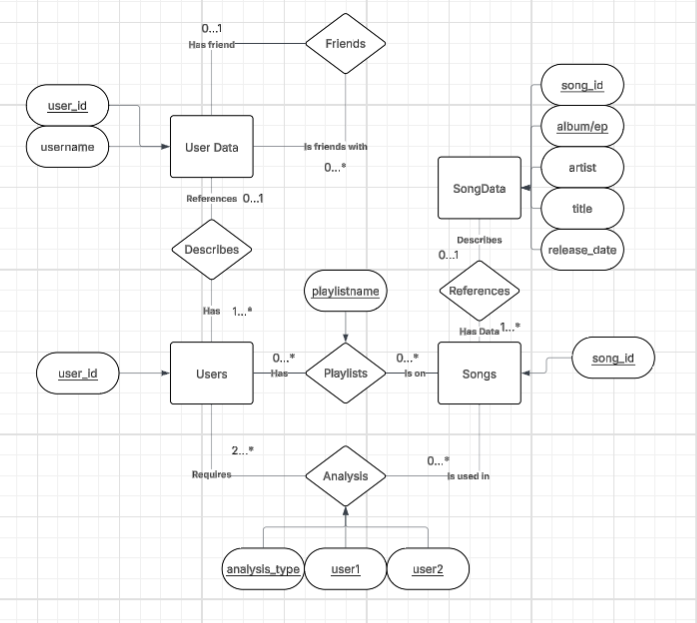 0...1
Has friend
Friends
user_id
username
User Data
Is friends with
0...*
song_id
album/ep
artist
title
release_date
SongData
References 0...1
Describes
Describes
0...1
References
Has 1...*
playlistname
Has Data 1...*
user_id
Users
0...*
Has
Playlists
0...*
Is on
Songs
song_id
2...*
Requires
Analysis
0...*
Is used in
analysis_type
user1
user2